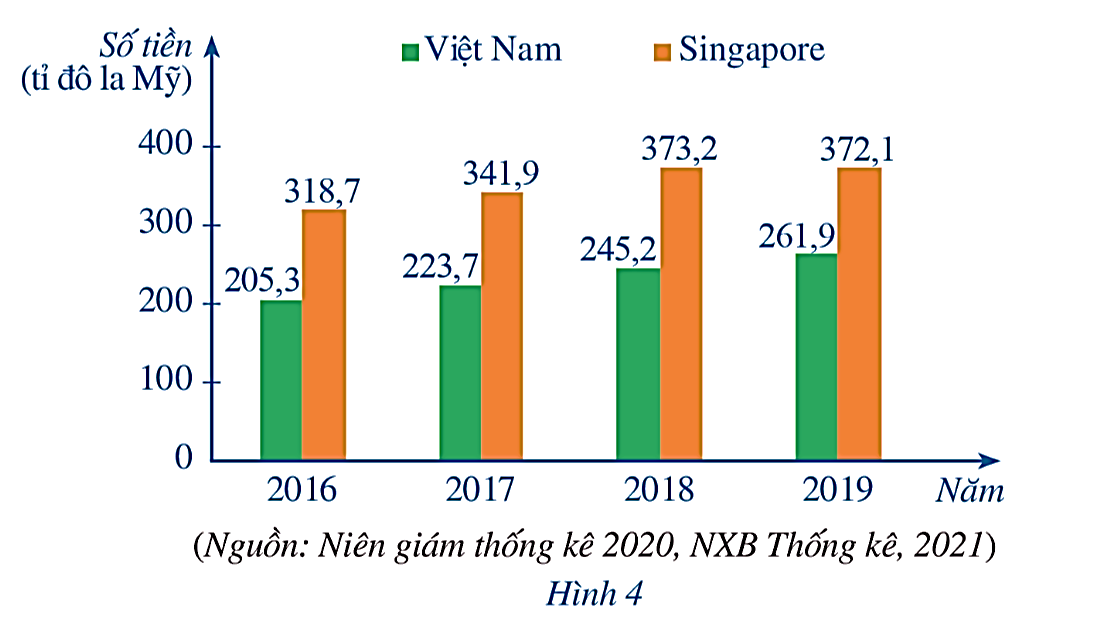 Số tiền
(tỉ đô la Mỹ)
Việt Nam
Singapore
400
300
200
100
0
205,3
318,7
223,7
341,9
245,2
373,2
261,9
372,1
2016
2017
2018
2019
Năm
(Nguồn: Niên giám thống kê 2020, NXB Thống kê, 2021)
Hình 4